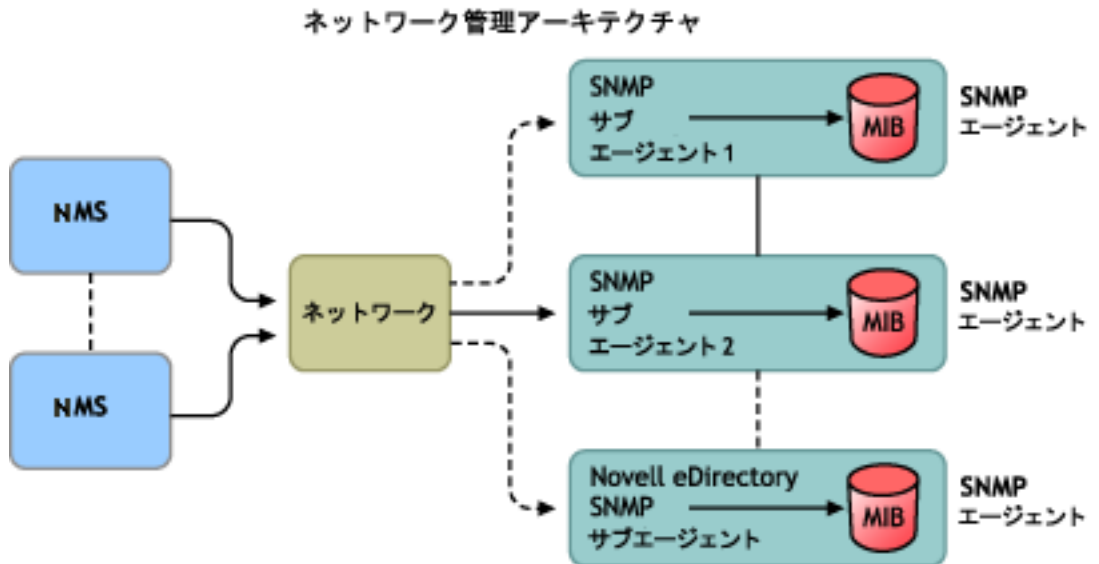 ネットワーク管理アーキテクチャ
SNMP
サブ
エージェント 1
MIB
SNMP
エージェント
NMS
ネットワーク
SNMP
サブ
エージェント 2
MIB
SNMP
エージェント
NMS
Novell eDirectory
SNMP
サブエージェント
MIB
SNMP
エージェント